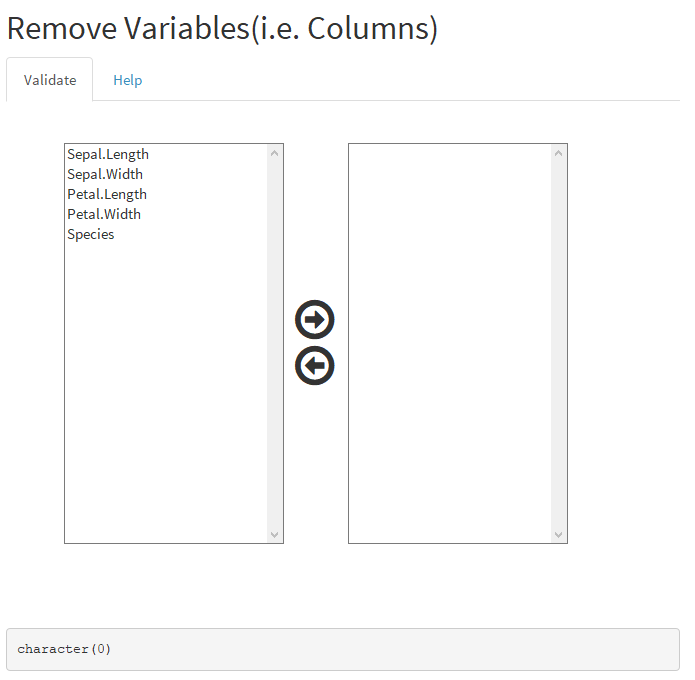 Remove Variables(i.e. Columns)
Validate
Help
Sepal.Length
Sepal.Width
Petal.Length
Petal.Width
Species
character(0)